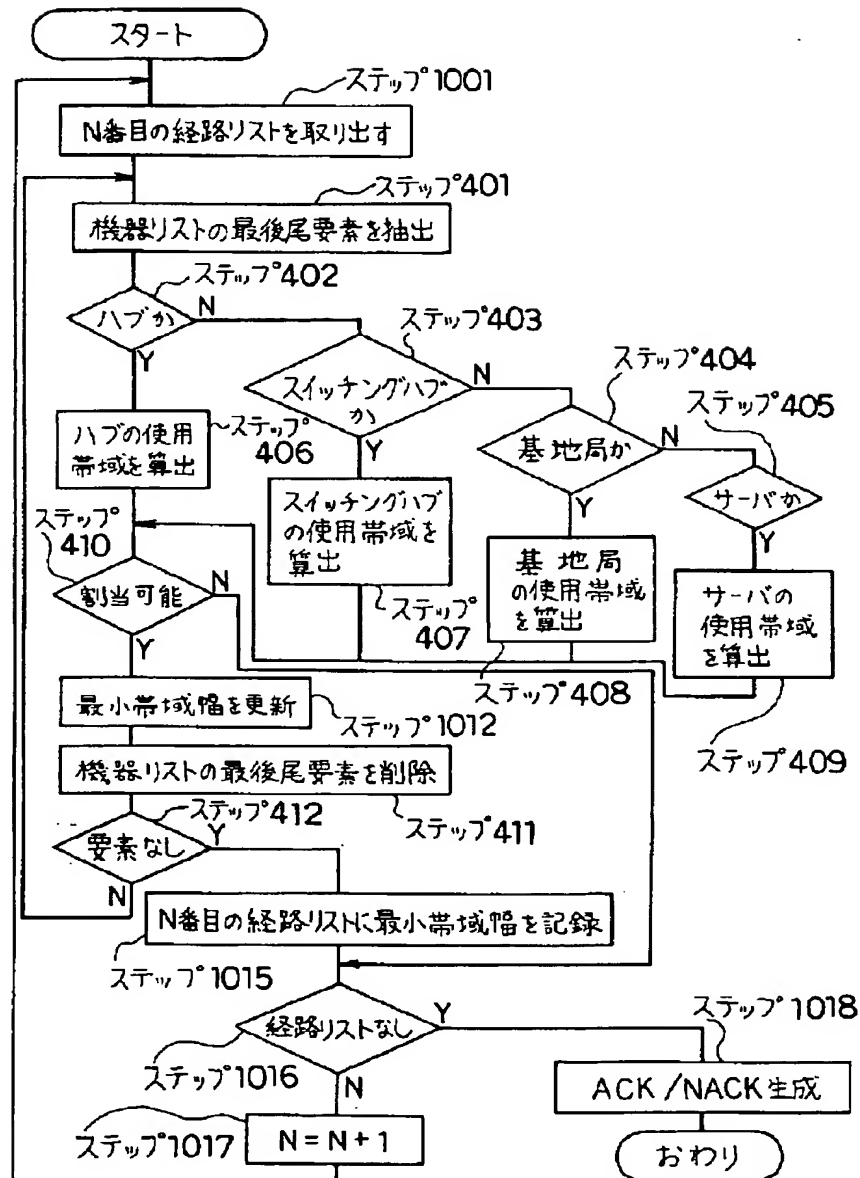 スタート
ステップ1001
N番目の経路リストを取り出す
ステップ401
機器リストの最後尾要素を抽出
ステップ402
ハブか
N
Y
ステップ403
スイッチングハブ
か
N
Y
ステップ404
基地局か
N
Y
ステップ405
サーバか
Y
ハブの使用
帯域を算出
ステップ
406
スイッチングハブ
の使用帯域を
算出
ステップ
407
基地局
の使用帯域
を算出
ステップ408
サーバの
使用帯域
を算出
ステップ409
ステップ
410
割当可能
N
Y
最小帯域幅を更新
ステップ1012
機器リストの最後尾要素を削除
ステップ411
ステップ412
要素なし
Y
N
N番目の経路リストに最小帯域幅を記録
ステップ1015
経路リストなし
Y
N
ステップ1016
ステップ1018
ACK/NACK生成
ステップ1017
N=N+1
おわり